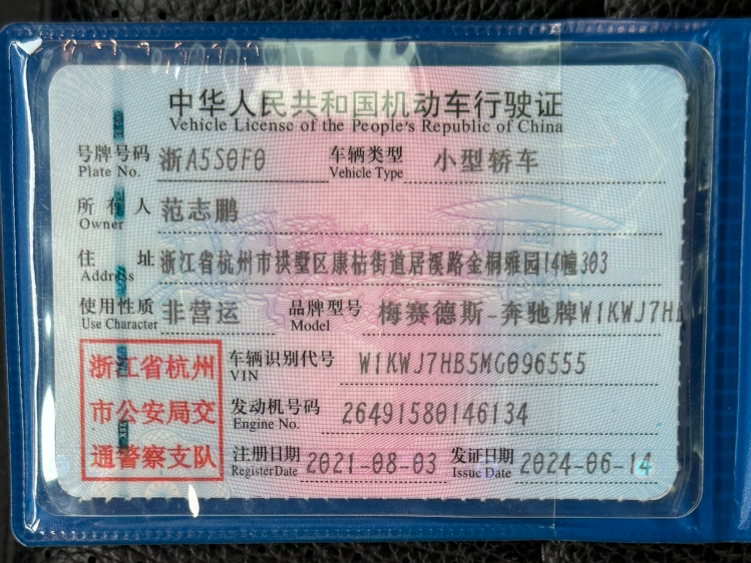 中华人民共和国机动车行驶证
Vehicle License of the People's Republic of China
号牌号码 浙A5S0F0 车辆类型 小型轿车
Plate No. Vehicle Type
所有人 范志鹏
Owner
住址 浙江省杭州市拱墅区康桥街道居溪路金桐雅园14幢303
Address
使用性质 非营运 品牌型号 梅赛德斯-奔驰牌W1KWJ7H
Use Character Model
浙江省杭州
市公安局交
通警察支队
车辆识别代号 W1KWJ7HB5MG096555
VIN
发动机号码 26491580146134
Engine No.
注册日期 2021-08-03 发证日期 2024-06-14
Register Date Issue Date